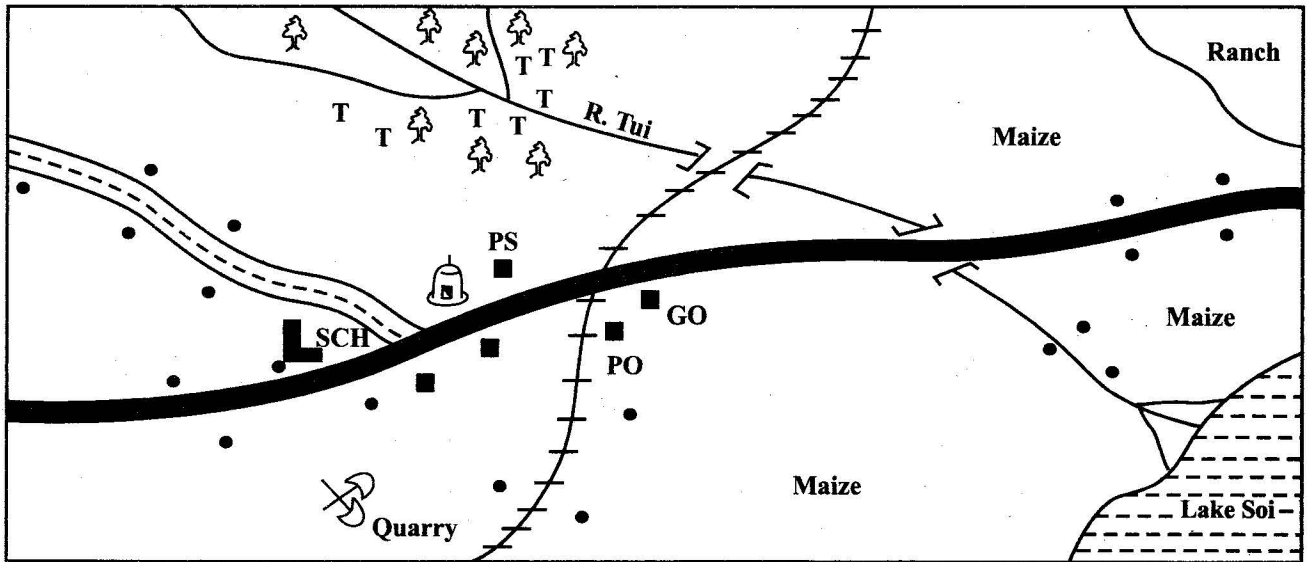 Ranch
T
T
T
T
T
T
T
T
R. Tui
Maize
PS
SCH
GO
PO
Maize
Maize
Quarry
Lake Soi